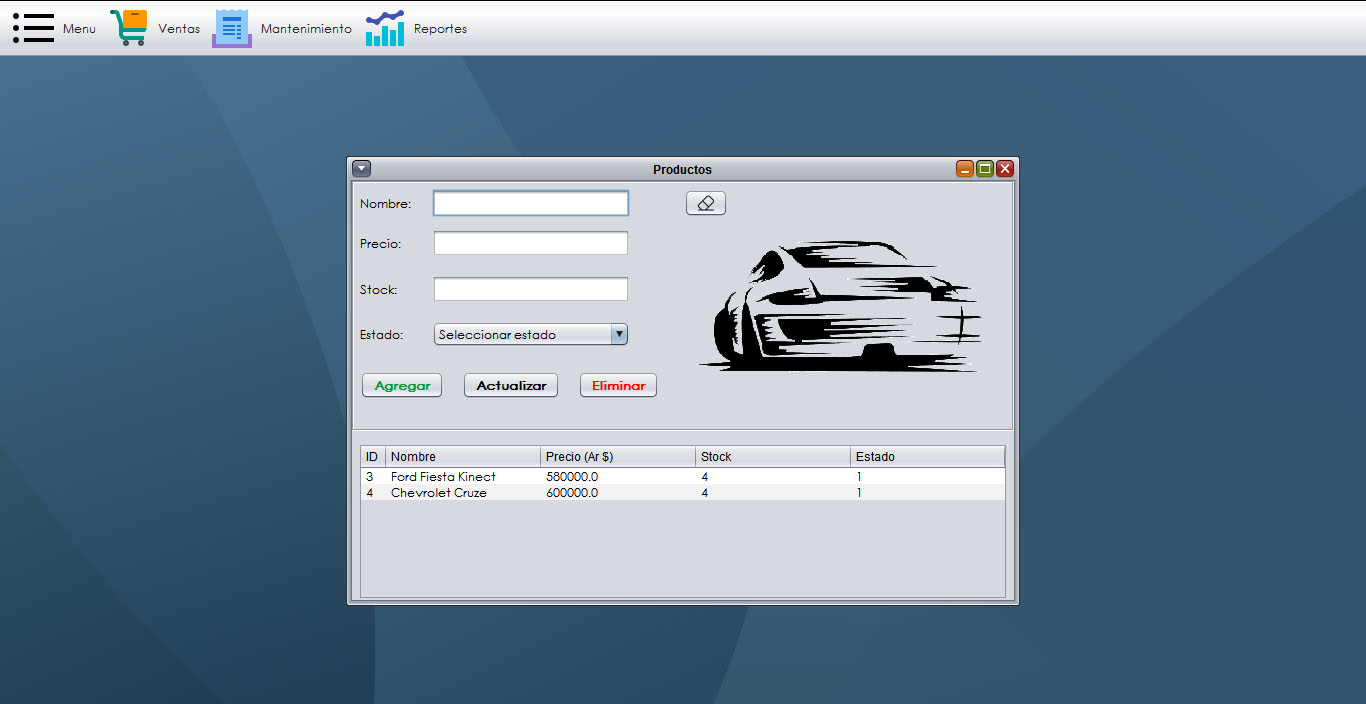 Menu Ventas Mantenimiento Reportes
Productos
Nombre:
Precio:
Stock:
Estado: Seleccionar estado
Agregar Actualizar Eliminar
ID Nombre Precio (Ar $) Stock Estado
3 Ford Fiesta Kinect 580000.0 4 1
4 Chevrolet Cruze 600000.0 4 1